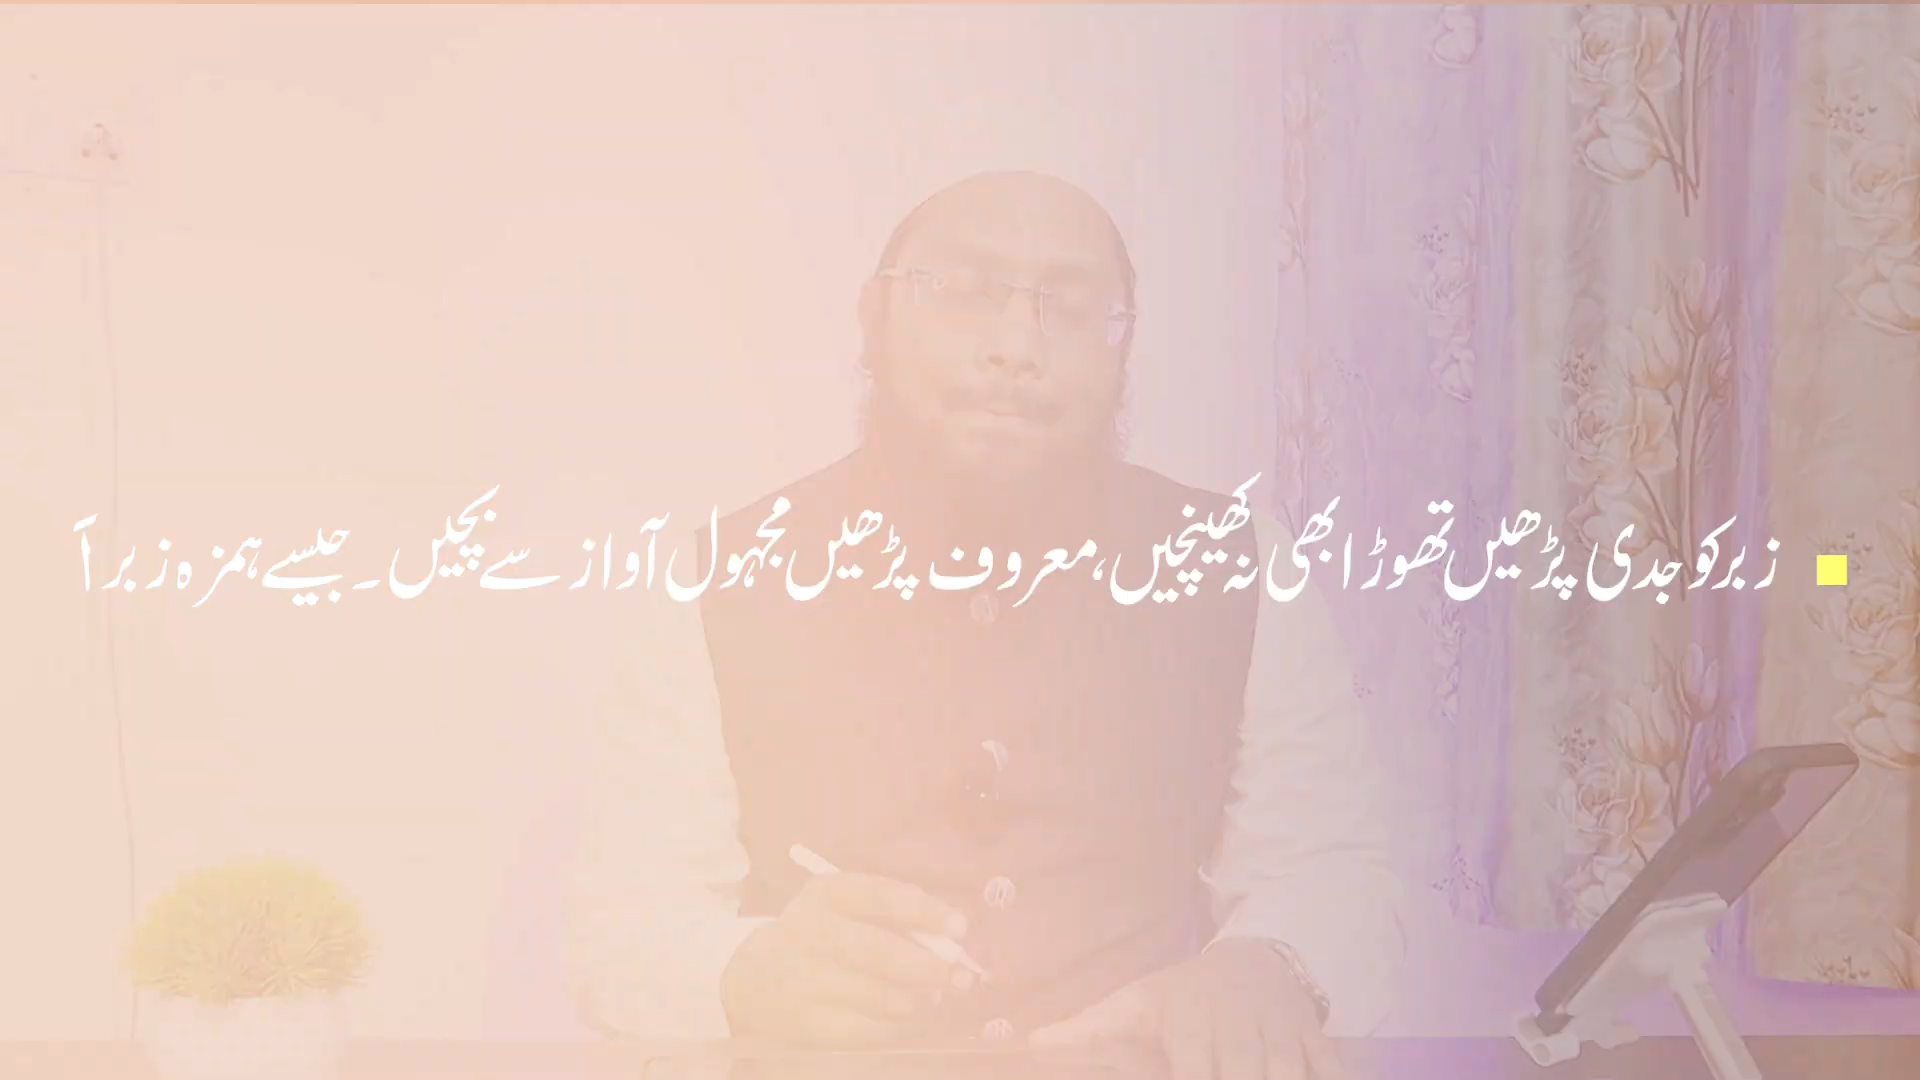 زبر کو جدی پڑھیں تھوڑا بھی نہ کھینچیں، معروف پڑھیں مجہول آواز سے بچیں۔ جیسے ہمزہ زبر اَ